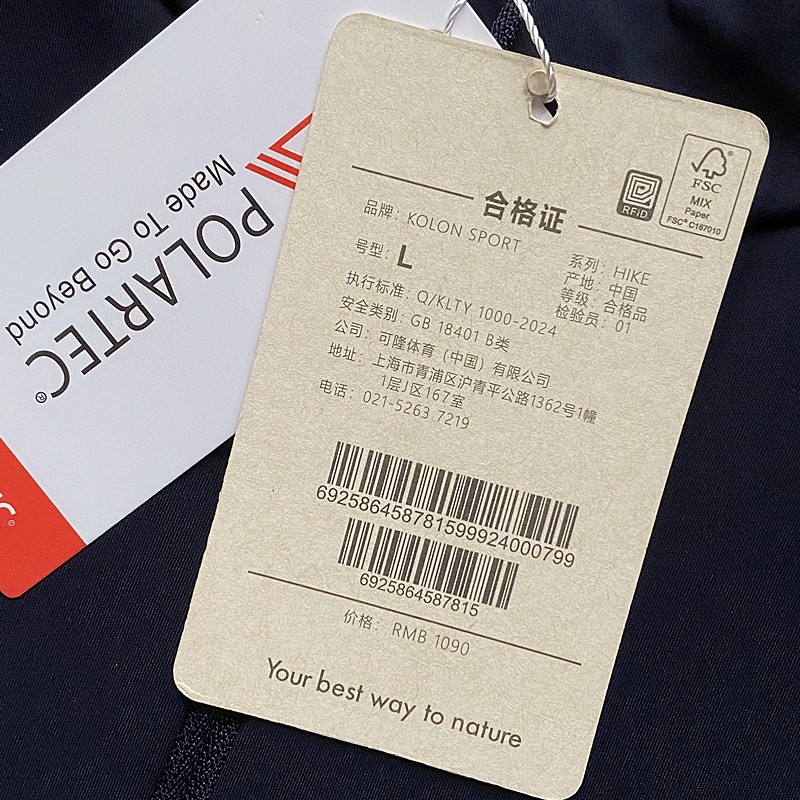 POLARTEC®
Made To Go Beyond
合格证
RFID
FSC
MIX
Paper
FSC® C167010
品牌：KOLON SPORT
号型：L
系列：HIKE
产地：中国
等级：合格品
检验员：01
执行标准：Q/KLTY 1000-2024
安全类别：GB 18401 B类
公司：可隆体育（中国）有限公司
地址：上海市青浦区沪青平公路1362号1幢
1层J区167室
电话：021-5263 7219
6925864587815999240007​99
6925864587815
价格：RMB 1090
Your best way to nature